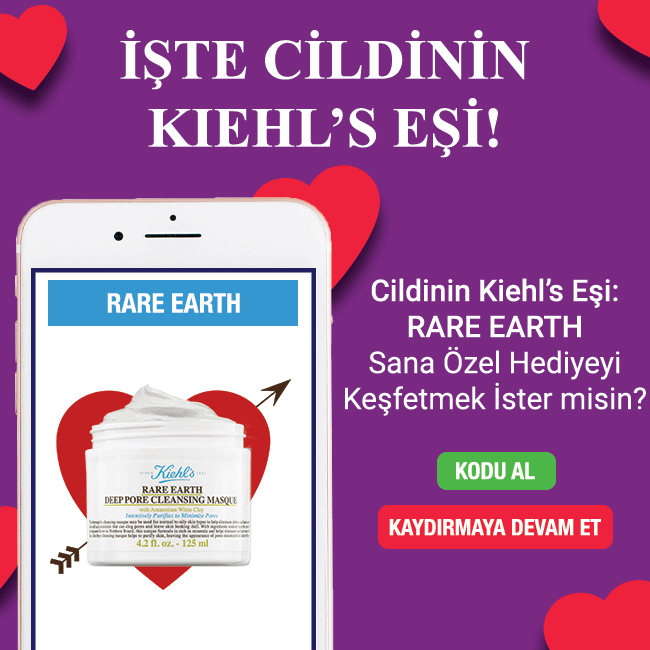 İŞTE CİLDİNİN
KIEHL'S EŞİ!
RARE EARTH
Cildinin Kiehl's Eşi:
RARE EARTH
Sana Özel Hediyeyi
Keşfetmek İster misin?
KODU AL
KAYDIRMAYA DEVAM ET
SINCE Kiehl's 1851
RARE EARTH
DEEP PORE CLEANSING MASQUE
with Amazonian White Clay
Intensively Purifies to Minimize Pores
4.2 fl. oz. - 125 ml